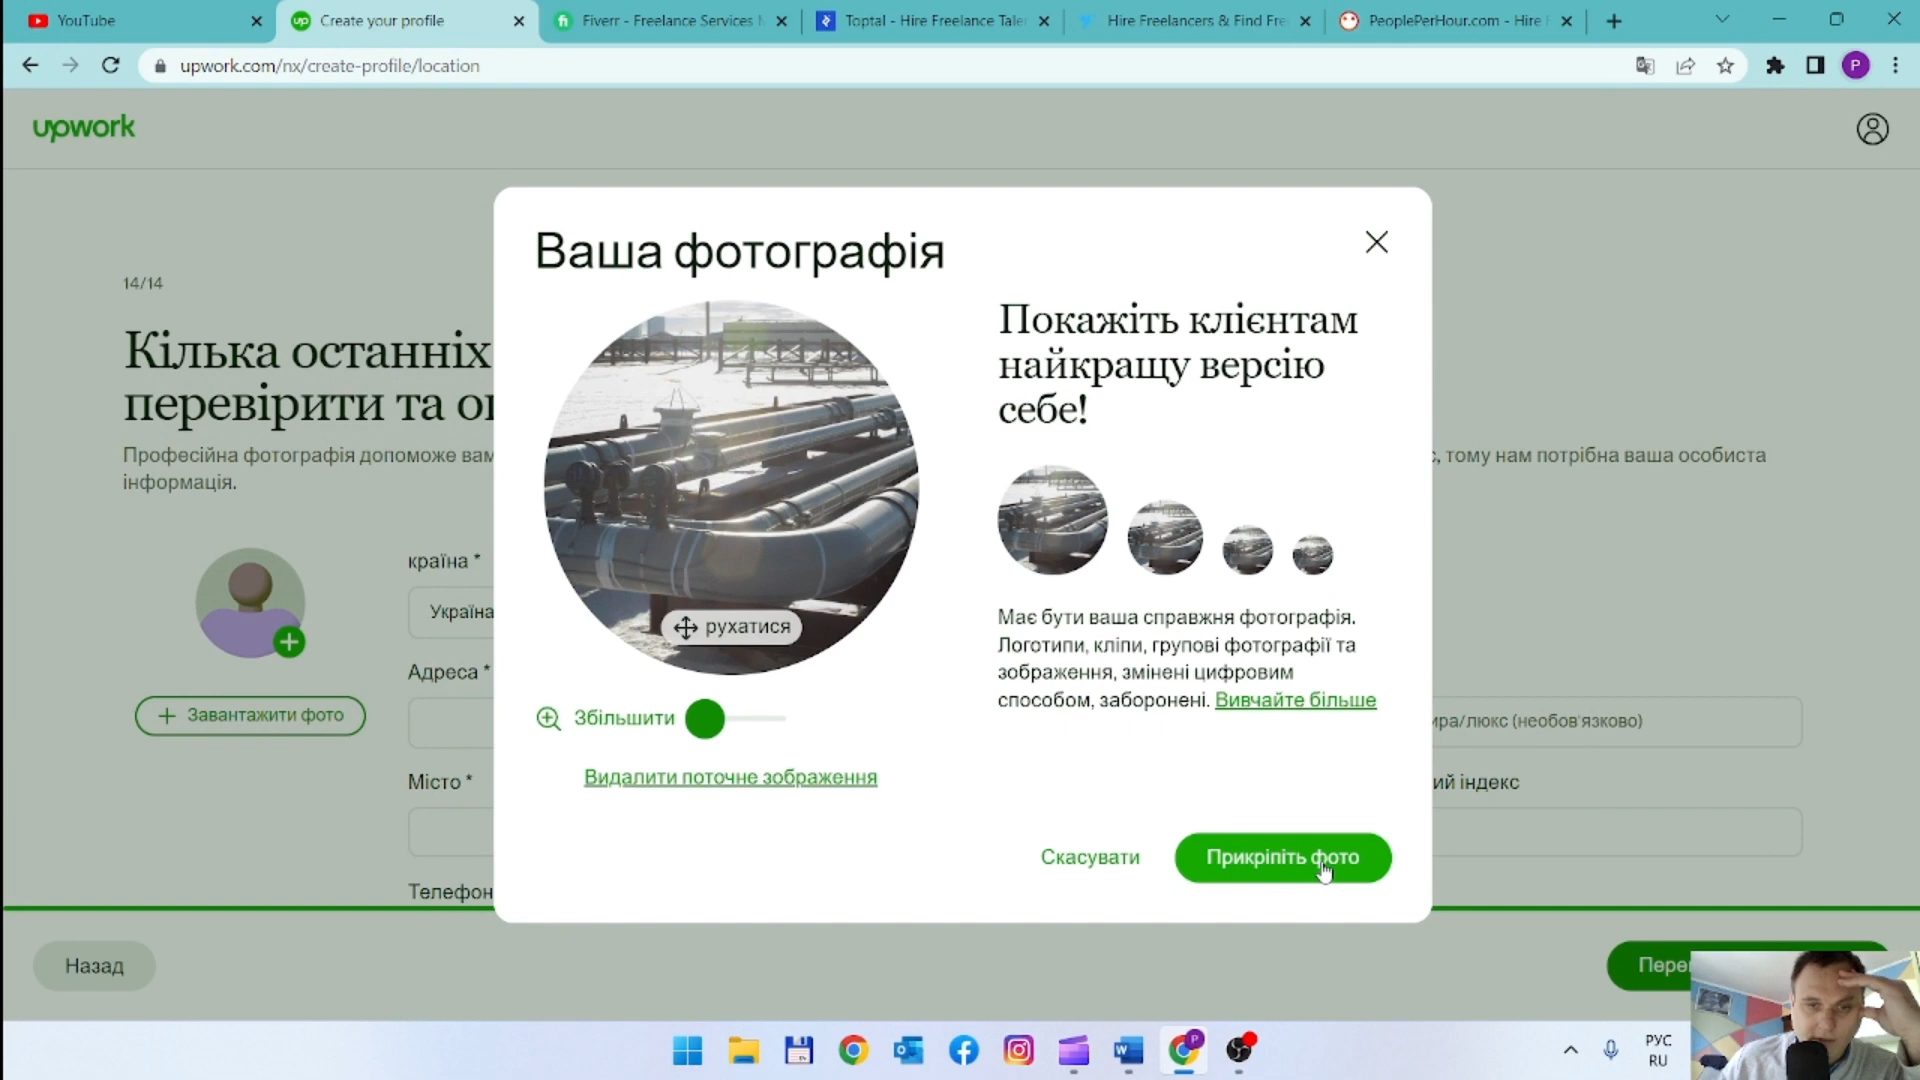 YouTube
up Create your profile
fi Fiverr - Freelance Services
Toptal - Hire Freelance Tale
Hire Freelancers & Find Fre
PeoplePerHour.com - Hire
upwork.com/nx/create-profile/location
P
upwork
14/14
Кілька останніх
перевірити та
Професійна фотографія допоможе вам
с, тому нам потрібна ваша особиста
інформація.
країна *
Україна
Адреса *
+ Завантажити фото
Місто *
Телефон
ира/люкс (необов'язково)
ий індекс
Назад
Пере
Ваша фотографія
рухатися
Збільшити
Видалити поточне зображення
Покажіть клієнтам
найкращу версію
себе!
Має бути ваша справжня фотографія.
Логотипи, кліпи, групові фотографії та
зображення, змінені цифровим
способом, заборонені. Вивчайте більше
Скасувати
Прикріпіть фото
РУС
RU